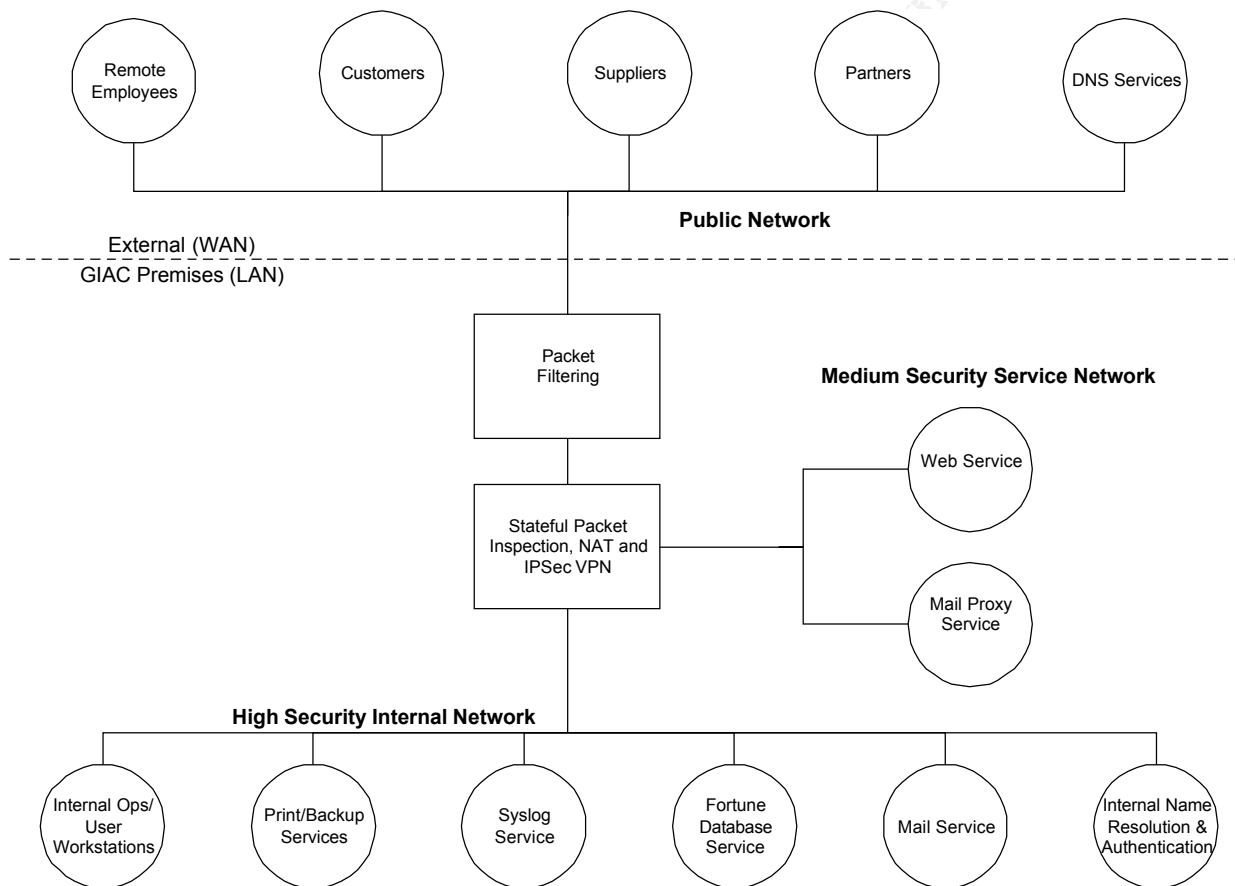 Remote
Employees
Customers
Suppliers
Partners
DNS Services
Public Network
External (WAN)
GIAC Premises (LAN)
Packet
Filtering
Medium Security Service Network
Web Service
Stateful Packet
Inspection, NAT and
IPSec VPN
Mail Proxy
Service
High Security Internal Network
Internal Ops/
User
Workstations
Print/Backup
Services
Syslog
Service
Fortune
Database
Service
Mail Service
Internal Name
Resolution &
Authentication